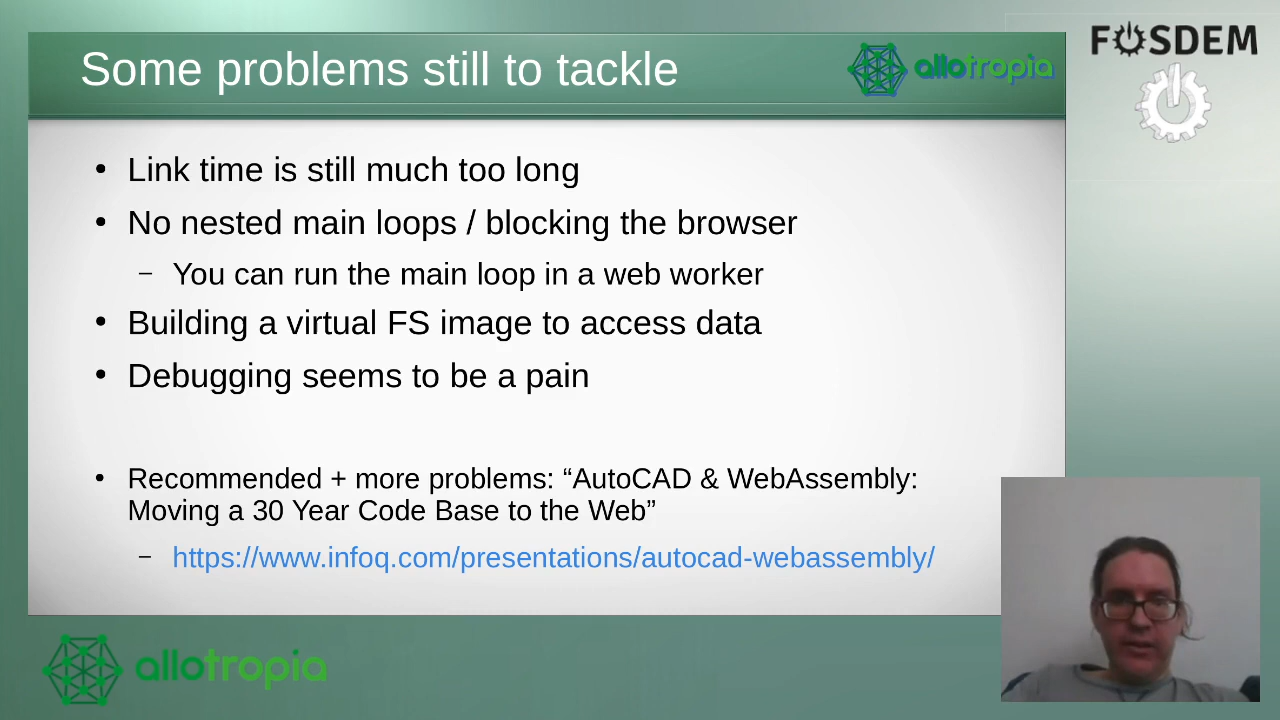 Some problems still to tackle
allotropia
FOSDEM
• Link time is still much too long
• No nested main loops / blocking the browser
– You can run the main loop in a web worker
• Building a virtual FS image to access data
• Debugging seems to be a pain
• Recommended + more problems: “AutoCAD & WebAssembly:
Moving a 30 Year Code Base to the Web”
– https://www.infoq.com/presentations/autocad-webassembly/
allotropia